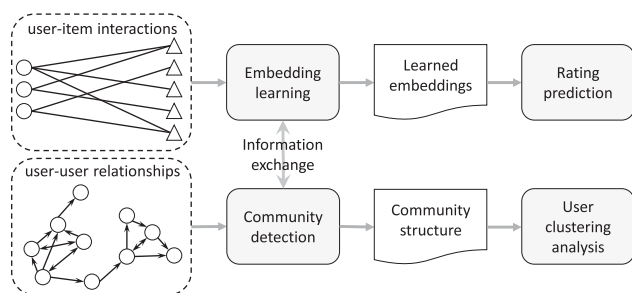 user-item interactions
Embedding
learning
Learned
embeddings
Rating
prediction
Information
exchange
user-user relationships
Community
detection
Community
structure
User
clustering
analysis